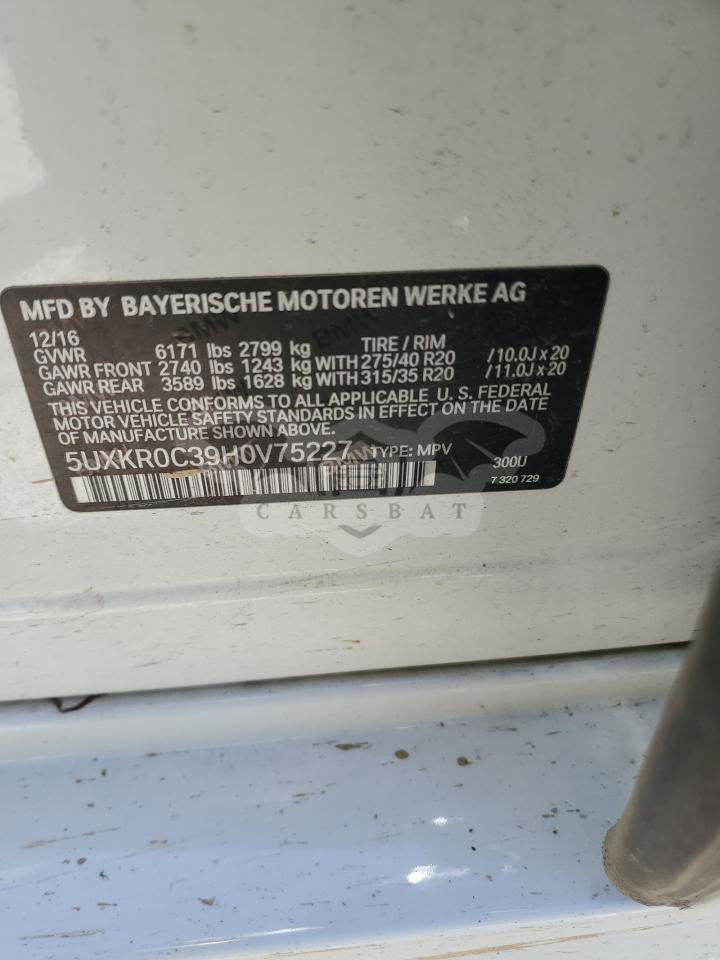 MFD BY BAYERISCHE MOTOREN WERKE AG
12/16
GVWR 6171 lbs 2799 kg TIRE / RIM
GAWR FRONT 2740 lbs 1243 kg WITH 275/40 R20 /10.0J x 20
GAWR REAR 3589 lbs 1628 kg WITH 315/35 R20 /11.0J x 20
THIS VEHICLE CONFORMS TO ALL APPLICABLE U. S. FEDERAL
MOTOR VEHICLE SAFETY STANDARDS IN EFFECT ON THE DATE
OF MANUFACTURE SHOWN ABOVE.
5UXKR0C39H0V75227 TYPE: MPV 300U
7 320 729
CARSBAT